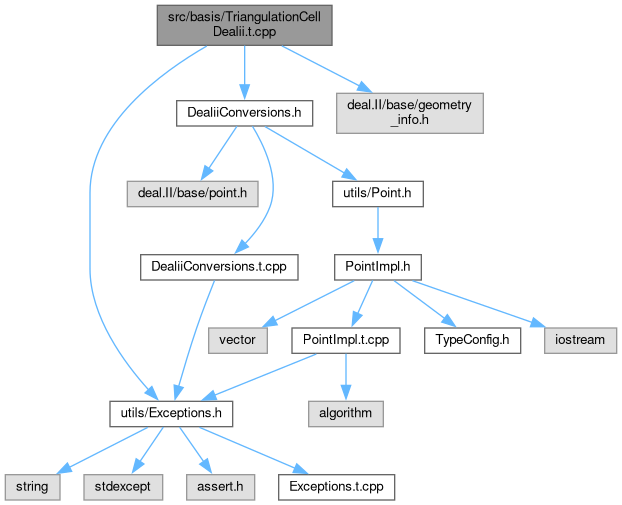 src/basis/TriangulationCell
Dealii.t.cpp
DealiiConversions.h
deal.II/base/geometry
_info.h
deal.II/base/point.h
utils/Point.h
DealiiConversions.t.cpp
PointImpl.h
vector
PointImpl.t.cpp
TypeConfig.h
iostream
utils/Exceptions.h
algorithm
string
stdexcept
assert.h
Exceptions.t.cpp